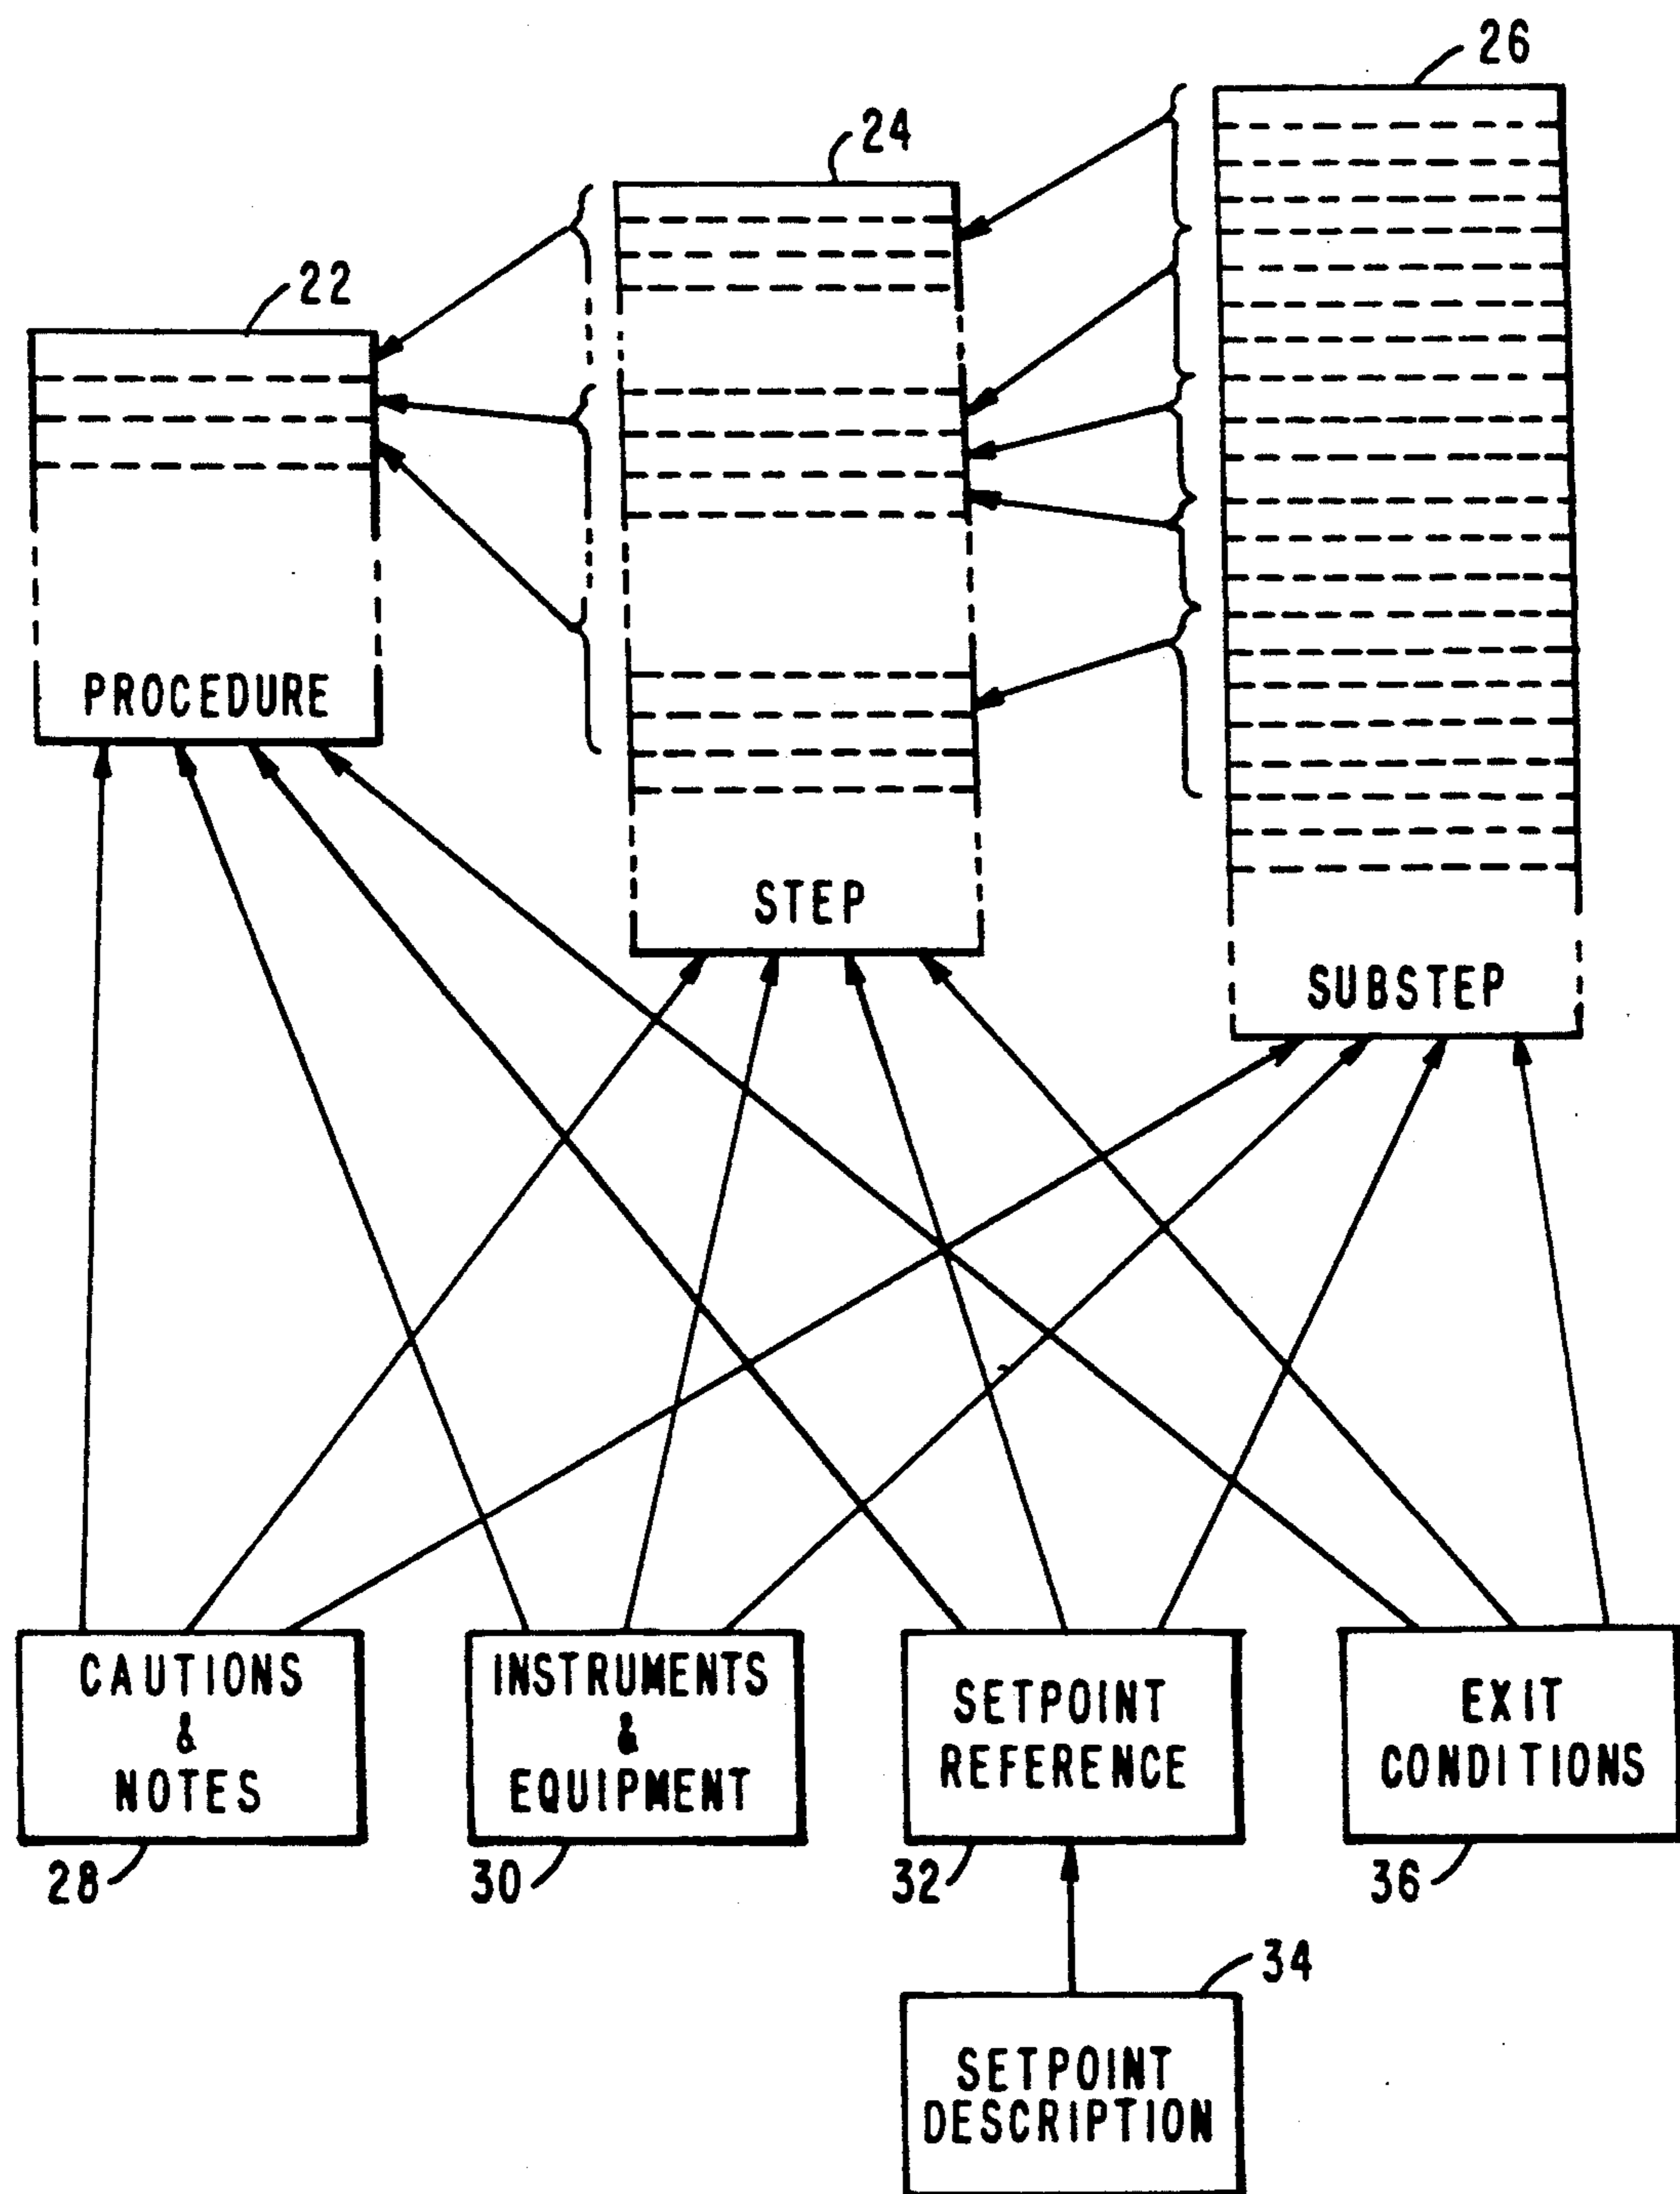 26
24
22
PROCEDURE
STEP
SUBSTEP
CAUTIONS
&
NOTES
INSTRUMENTS
&
EQUIPMENT
SETPOINT
REFERENCE
EXIT
CONDITIONS
28
30
32
36
34
SETPOINT
DESCRIPTION